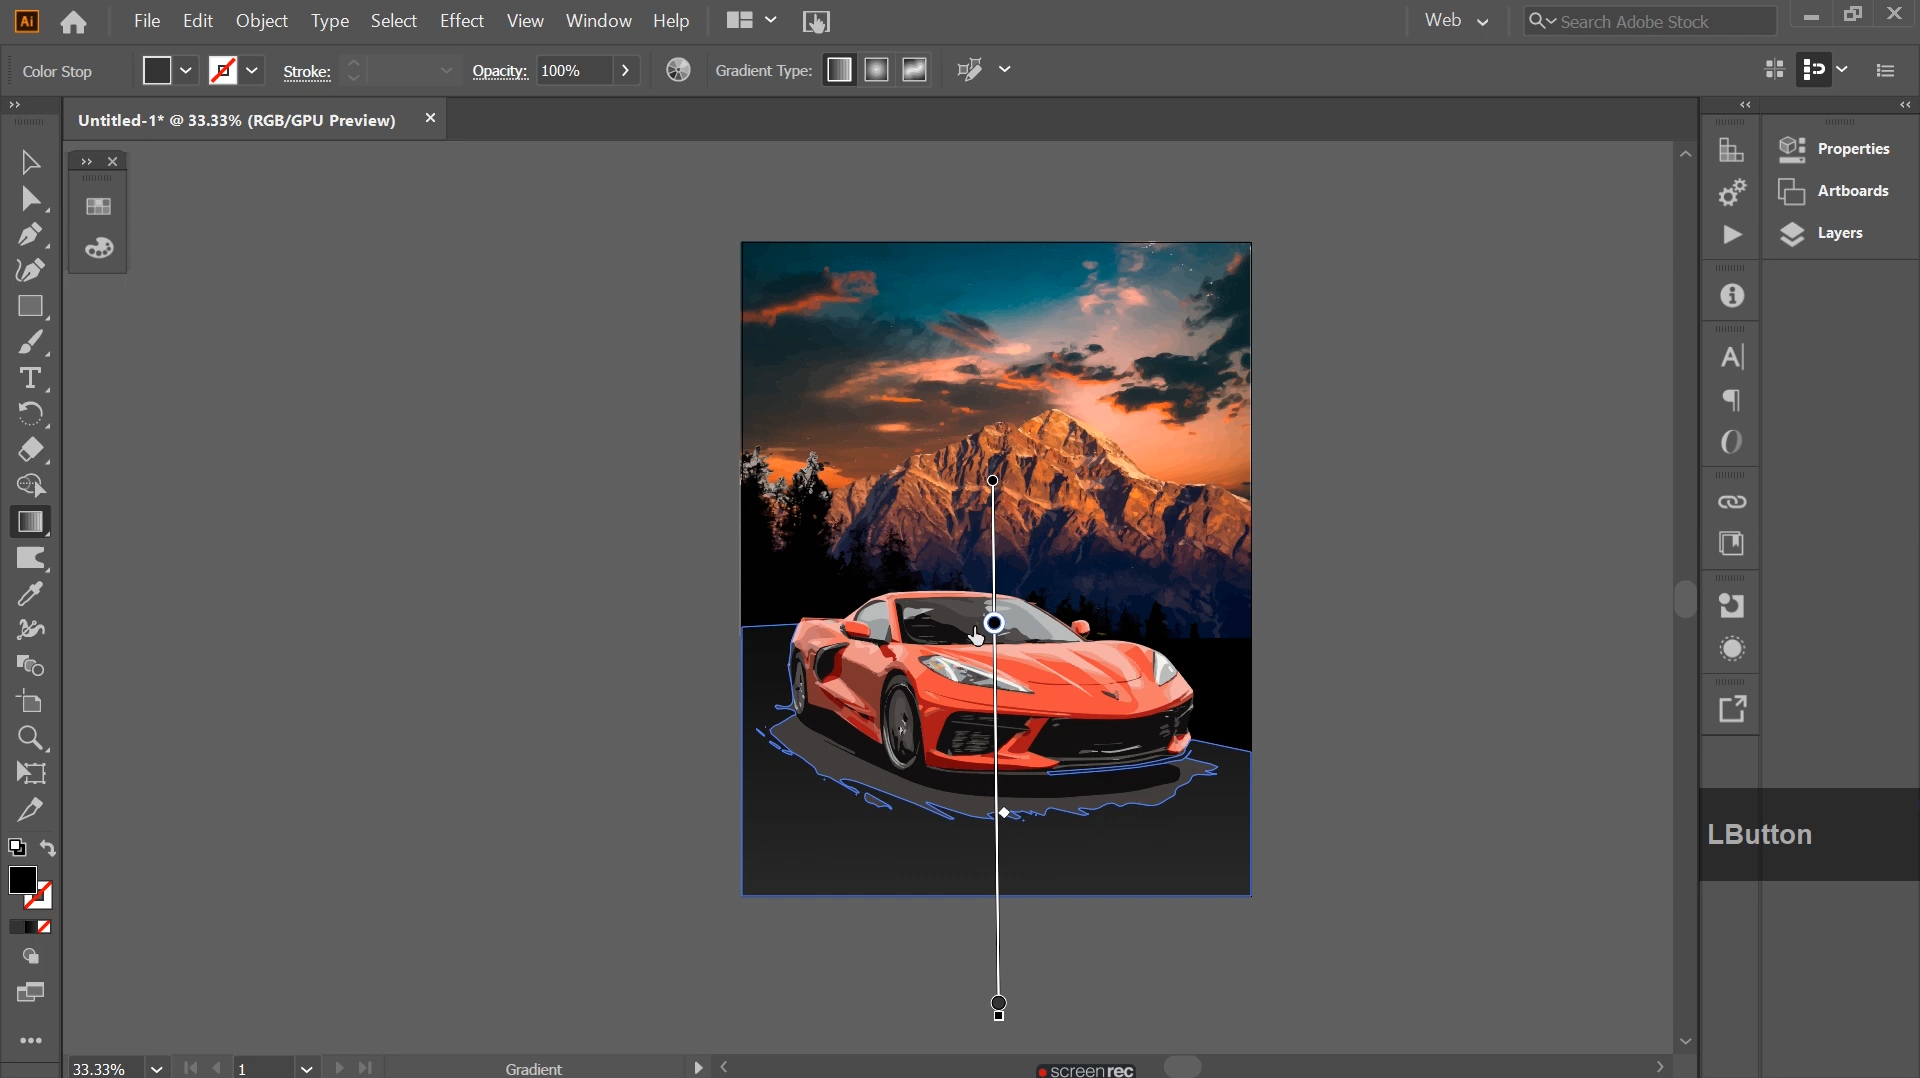 Ai File Edit Object Type Select Effect View Window Help Web Search Adobe Stock
Color Stop Stroke: Opacity: 100% Gradient Type:
Untitled-1* @ 33.33% (RGB/GPU Preview)
Properties
Artboards
Layers
LButton
33.33% 1 Gradient screenrec